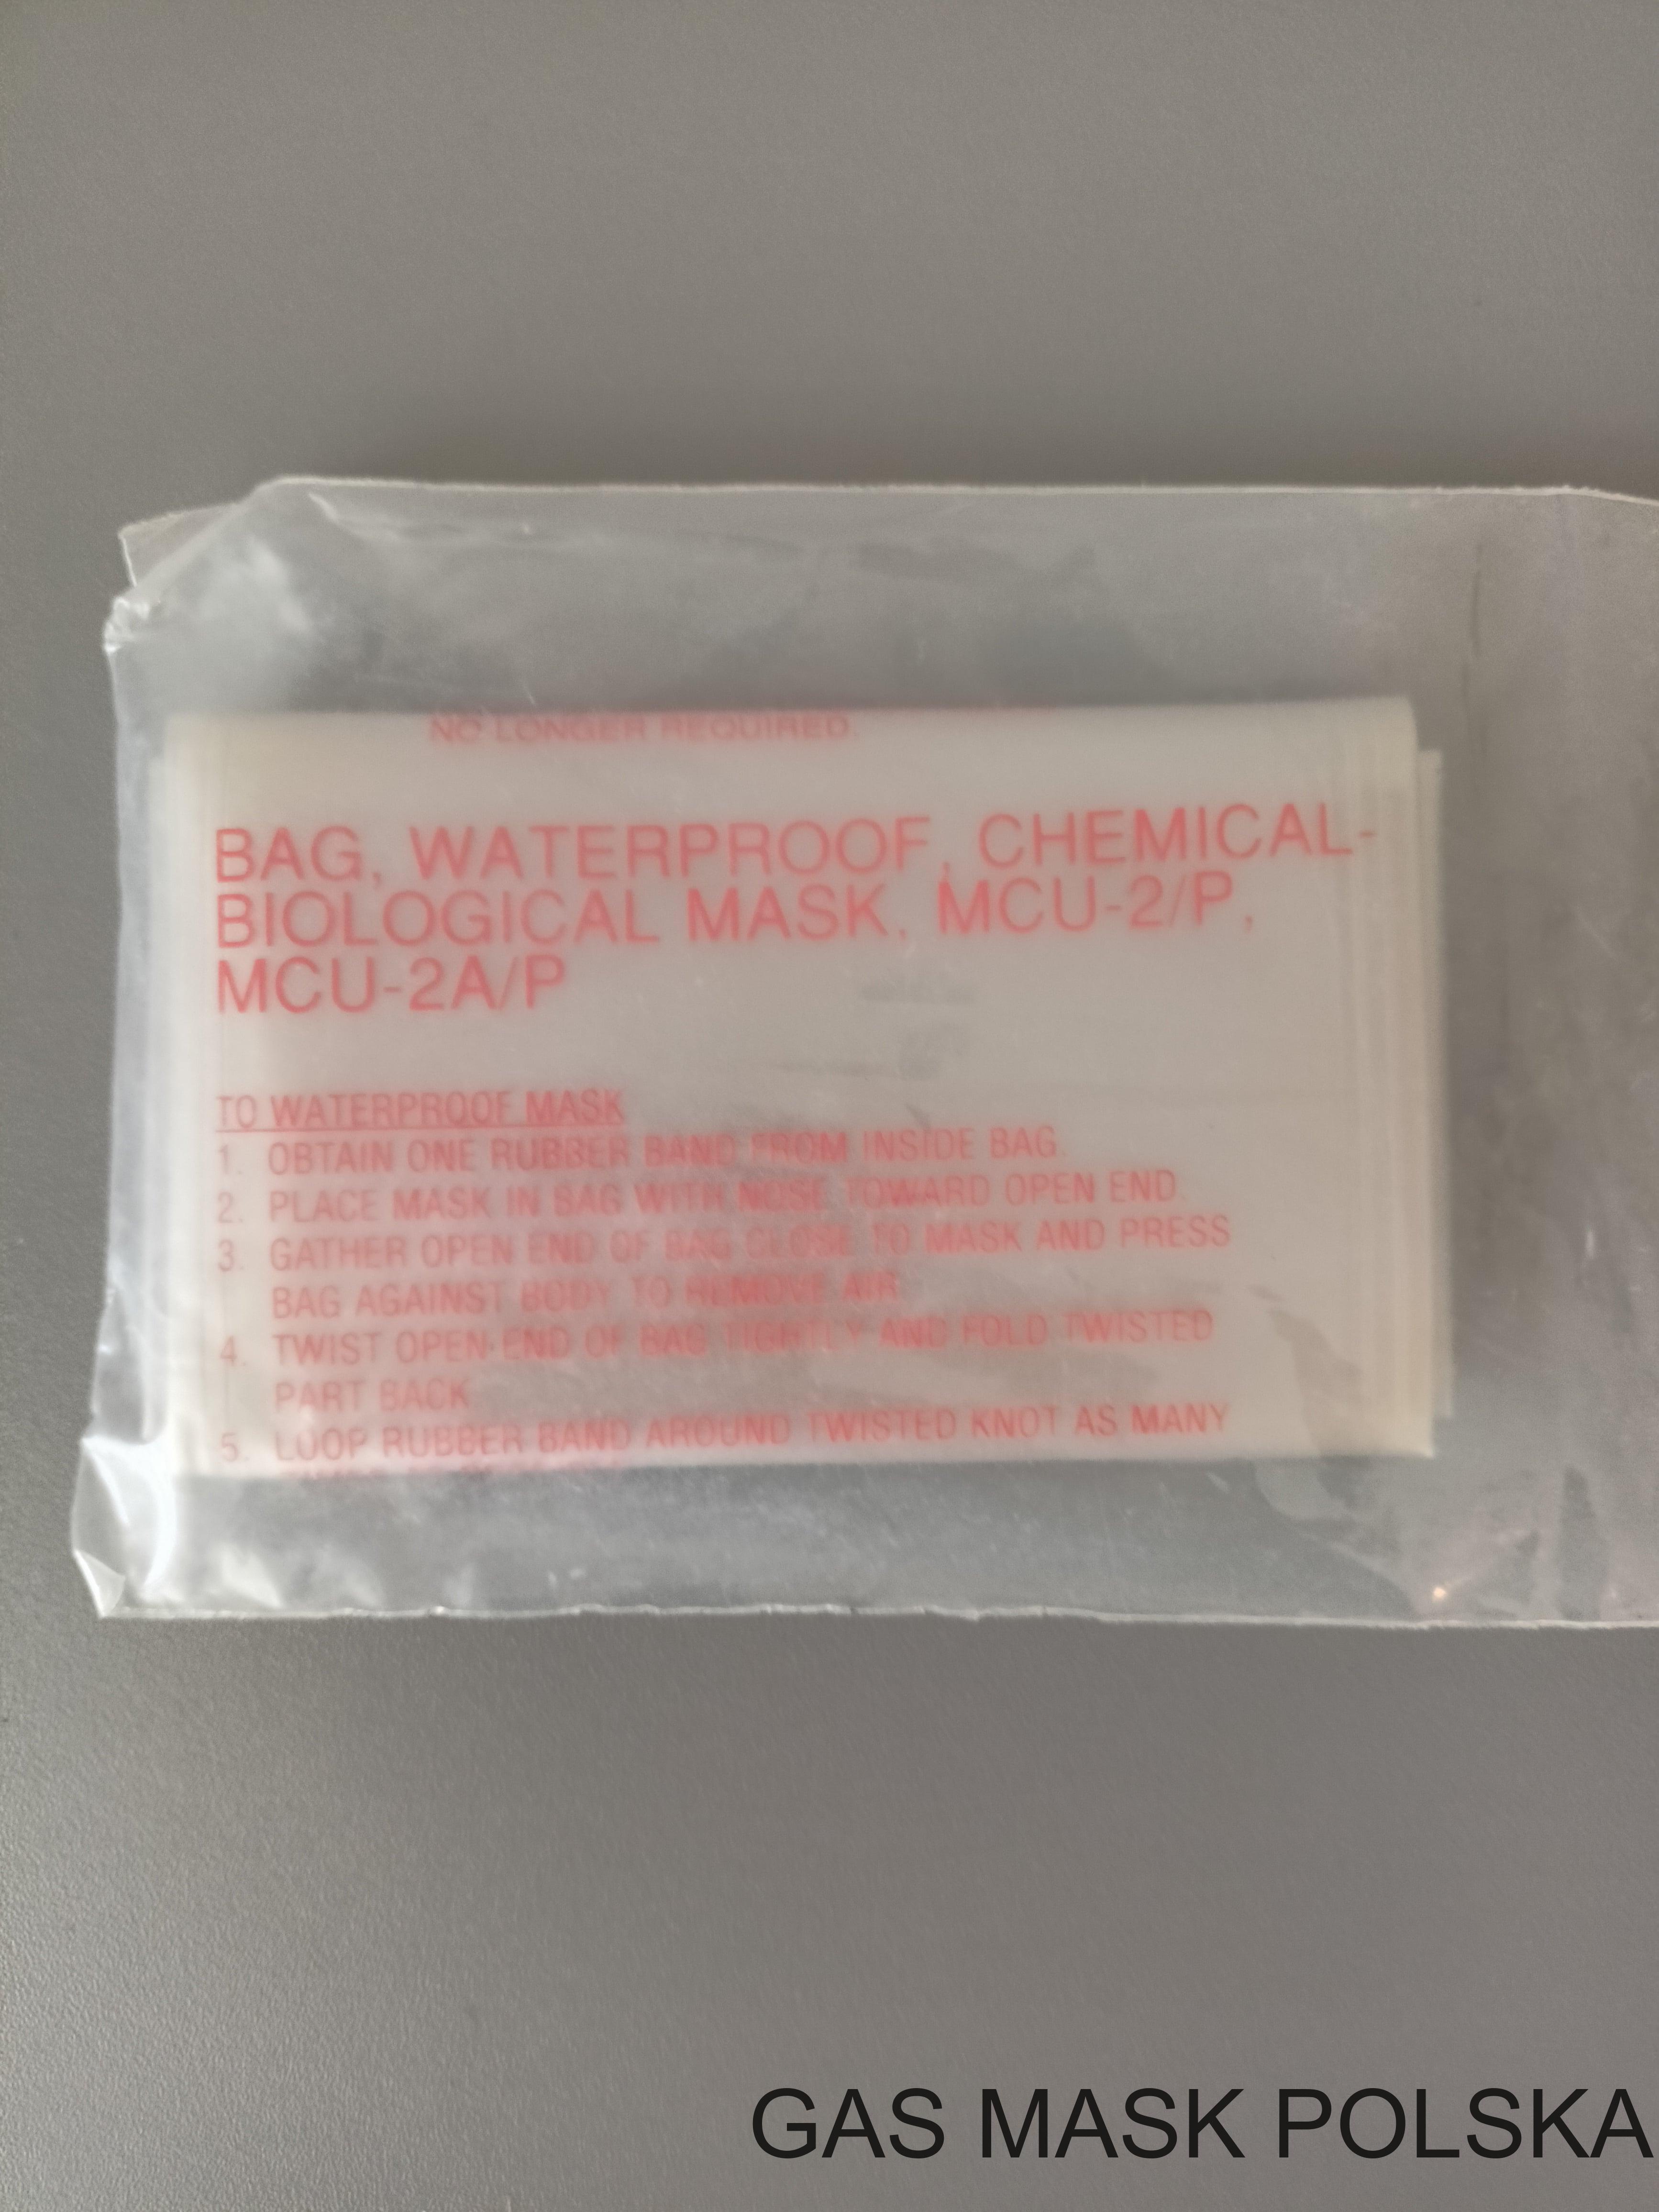 NO LONGER REQUIRED.
BAG, WATERPROOF, CHEMICAL-
BIOLOGICAL MASK, MCU-2/P,
MCU-2A/P
TO WATERPROOF MASK
1. OBTAIN ONE RUBBER BAND FROM INSIDE BAG.
2. PLACE MASK IN BAG WITH NOSE TOWARD OPEN END.
3. GATHER OPEN END OF BAG CLOSE TO MASK AND PRESS
BAG AGAINST BODY TO REMOVE AIR
4. TWIST OPEN END OF BAG TIGHTLY AND FOLD TWISTED
PART BACK
5. LOOP RUBBER BAND AROUND TWISTED KNOT AS MANY
GAS MASK POLSKA